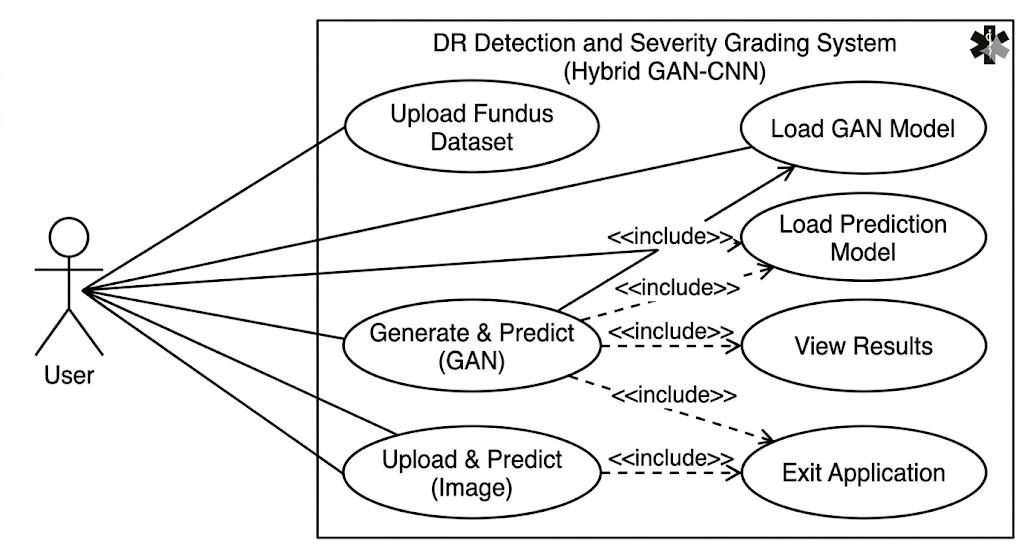 DR Detection and Severity Grading System
(Hybrid GAN-CNN)
Upload Fundus
Dataset
Load GAN Model
<<include>>
Load Prediction
Model
<<include>>
Generate & Predict
(GAN)
<<include>>
View Results
User
<<include>>
Upload & Predict
(Image)
<<include>>
Exit Application